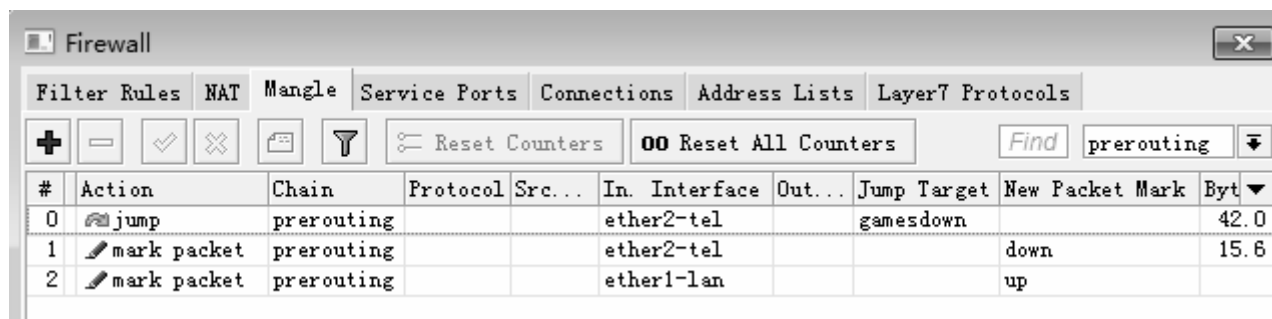 Firewall
Filter Rules NAT Mangle Service Ports Connections Address Lists Layer7 Protocols
Reset Counters 00 Reset All Counters Find prerouting
# Action Chain Protocol Src... In. Interface Out... Jump Target New Packet Mark Byt
0 jump prerouting ether2-tel gamesdown 42.0
1 mark packet prerouting ether2-tel down 15.6
2 mark packet prerouting ether1-lan up